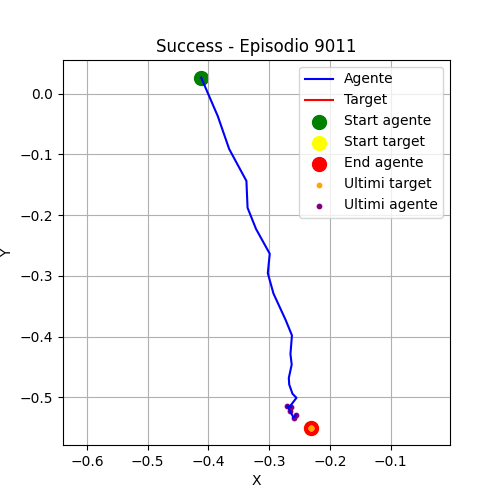 Success - Episodio 9011
Agente
Target
Start agente
Start target
End agente
Ultimi target
Ultimi agente
0.0
−0.1
−0.2
−0.3
−0.4
−0.5
Y
−0.6
−0.5
−0.4
−0.3
−0.2
−0.1
X